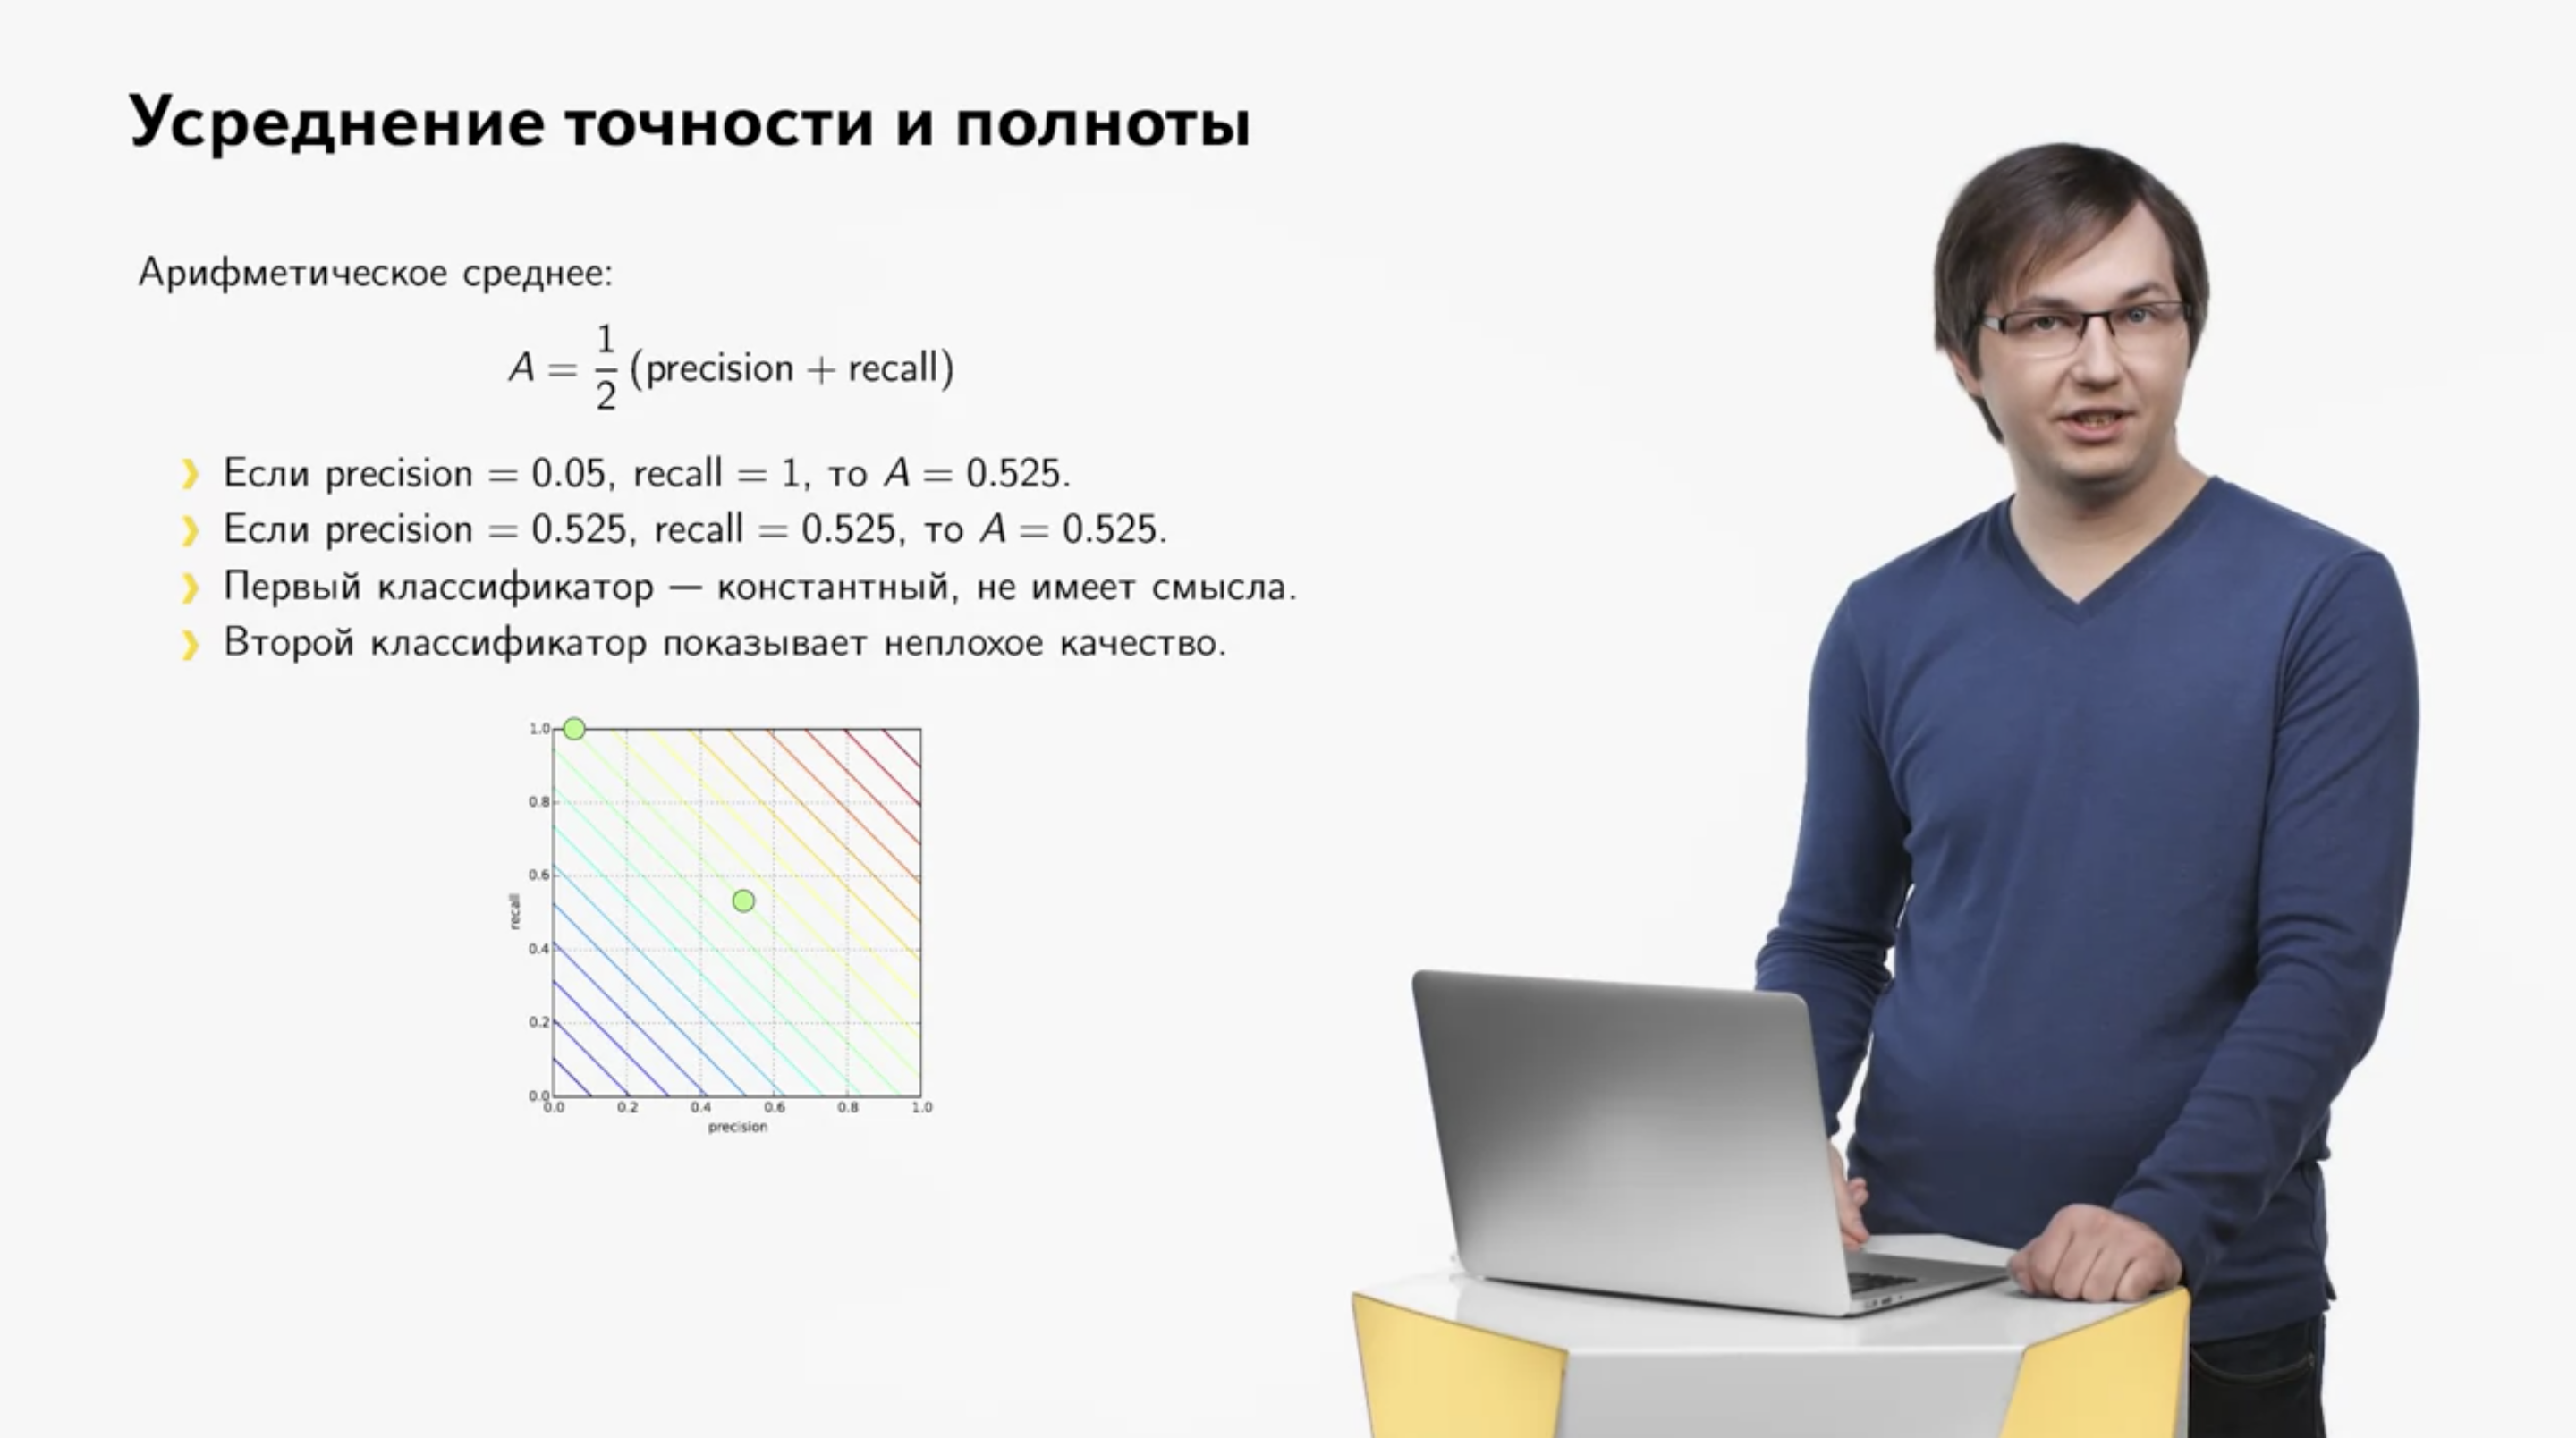 Усреднение точности и полноты
Арифметическое среднее:
A = 1/2 (precision + recall)
❯ Если precision = 0.05, recall = 1, то A = 0.525.
❯ Если precision = 0.525, recall = 0.525, то A = 0.525.
❯ Первый классификатор — константный, не имеет смысла.
❯ Второй классификатор показывает неплохое качество.
1.0
0.8
0.6
recall
0.4
0.2
0.0
0.0 0.2 0.4 0.6 0.8 1.0
precision